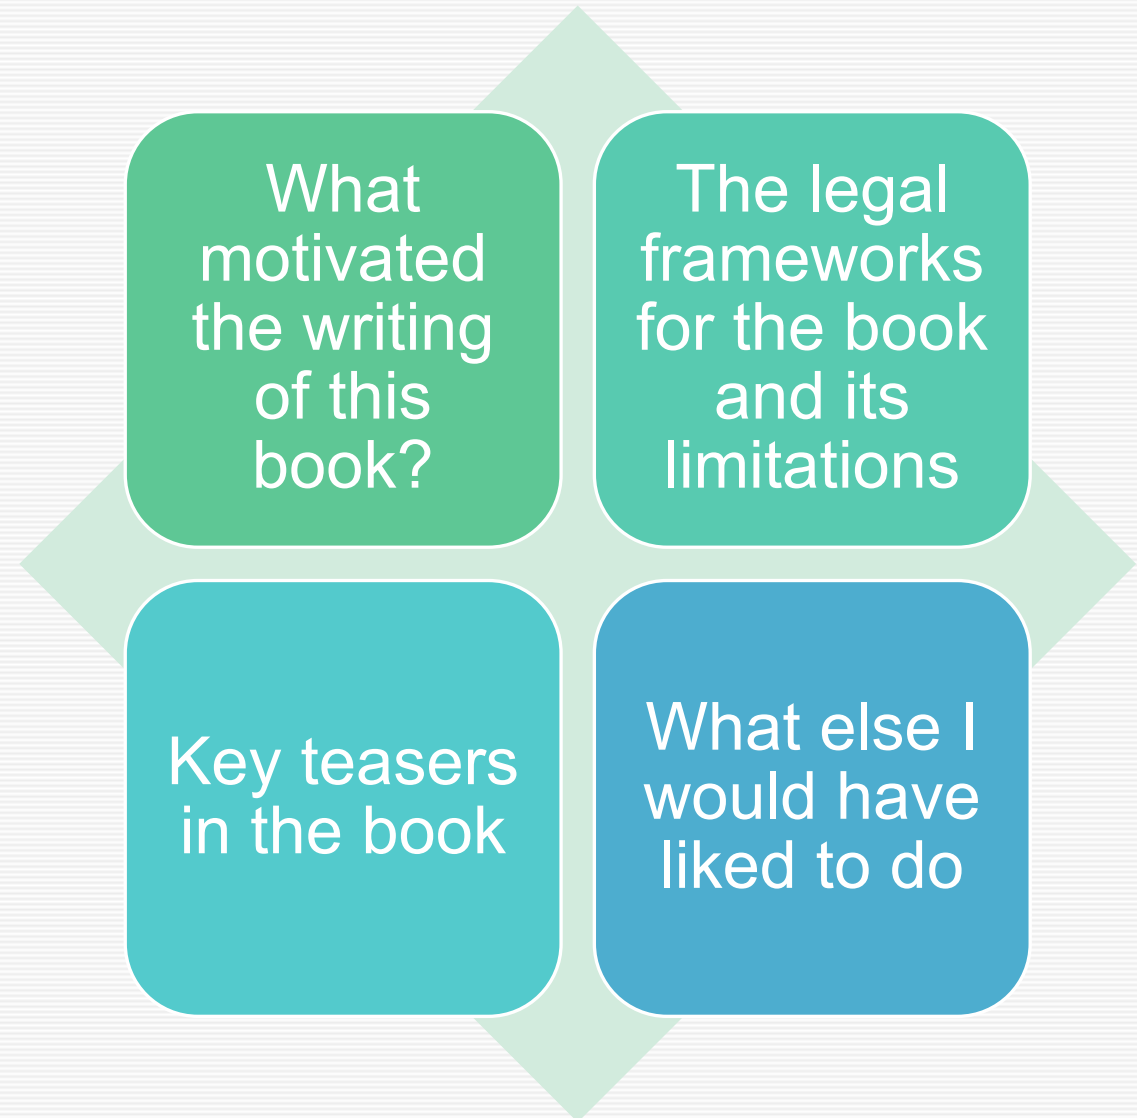 What
motivated
the writing
of this
book?
The legal
frameworks
for the book
and its
limitations
Key teasers
in the book
What else I
would have
liked to do